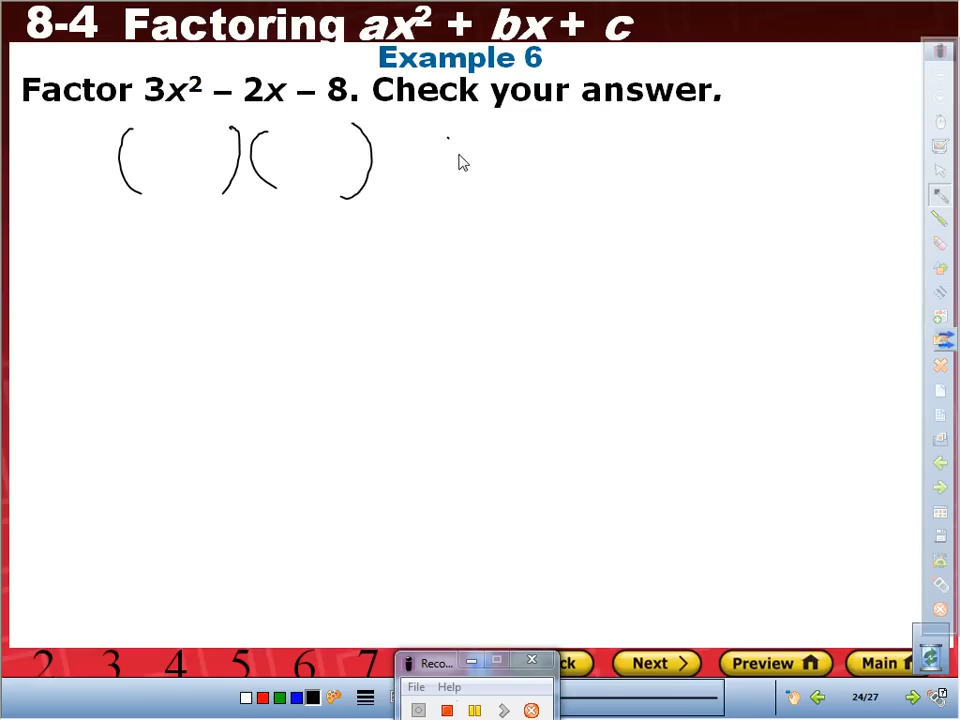 8-4 Factoring ax² + bx + c
Example 6
Factor 3x² – 2x – 8. Check your answer.
( )( )
2 3 4 5 6 7
Reco...
File Help
ck
Next
Preview
Main
24/27